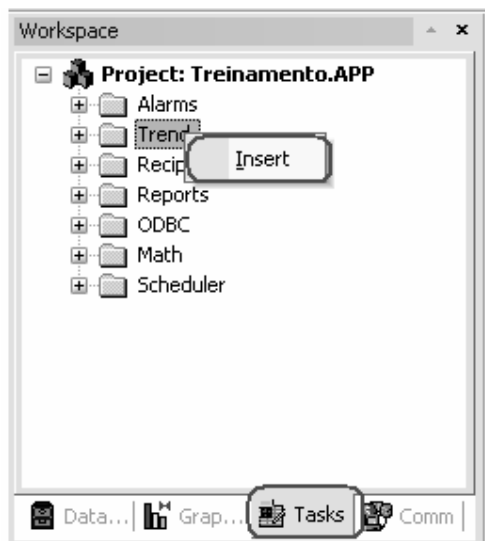 Workspace
Project: Treinamento.APP
Alarms
Trend
Insert
Recip
Reports
ODBC
Math
Scheduler
Data... Grap... Tasks Comm